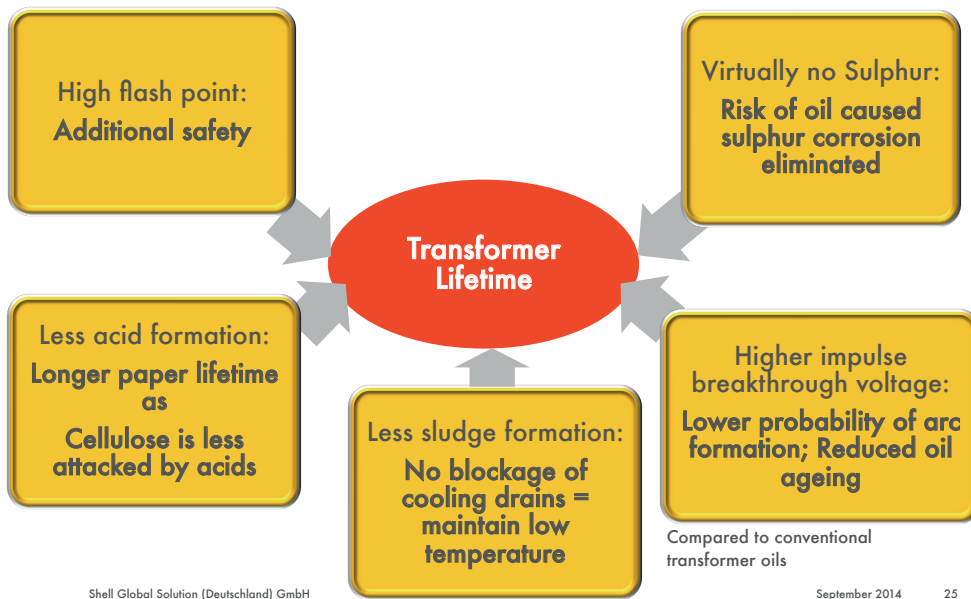 High flash point:
Additional safety
Virtually no Sulphur:
Risk of oil caused
sulphur corrosion
eliminated
Transformer
Lifetime
Less acid formation:
Longer paper lifetime
as
Cellulose is less
attacked by acids
Less sludge formation:
No blockage of
cooling drains =
maintain low
temperature
Higher impulse
breakthrough voltage:
Lower probability of arc
formation; Reduced oil
ageing
Compared to conventional
transformer oils
Shell Global Solution (Deutschland) GmbH
September 2014 25